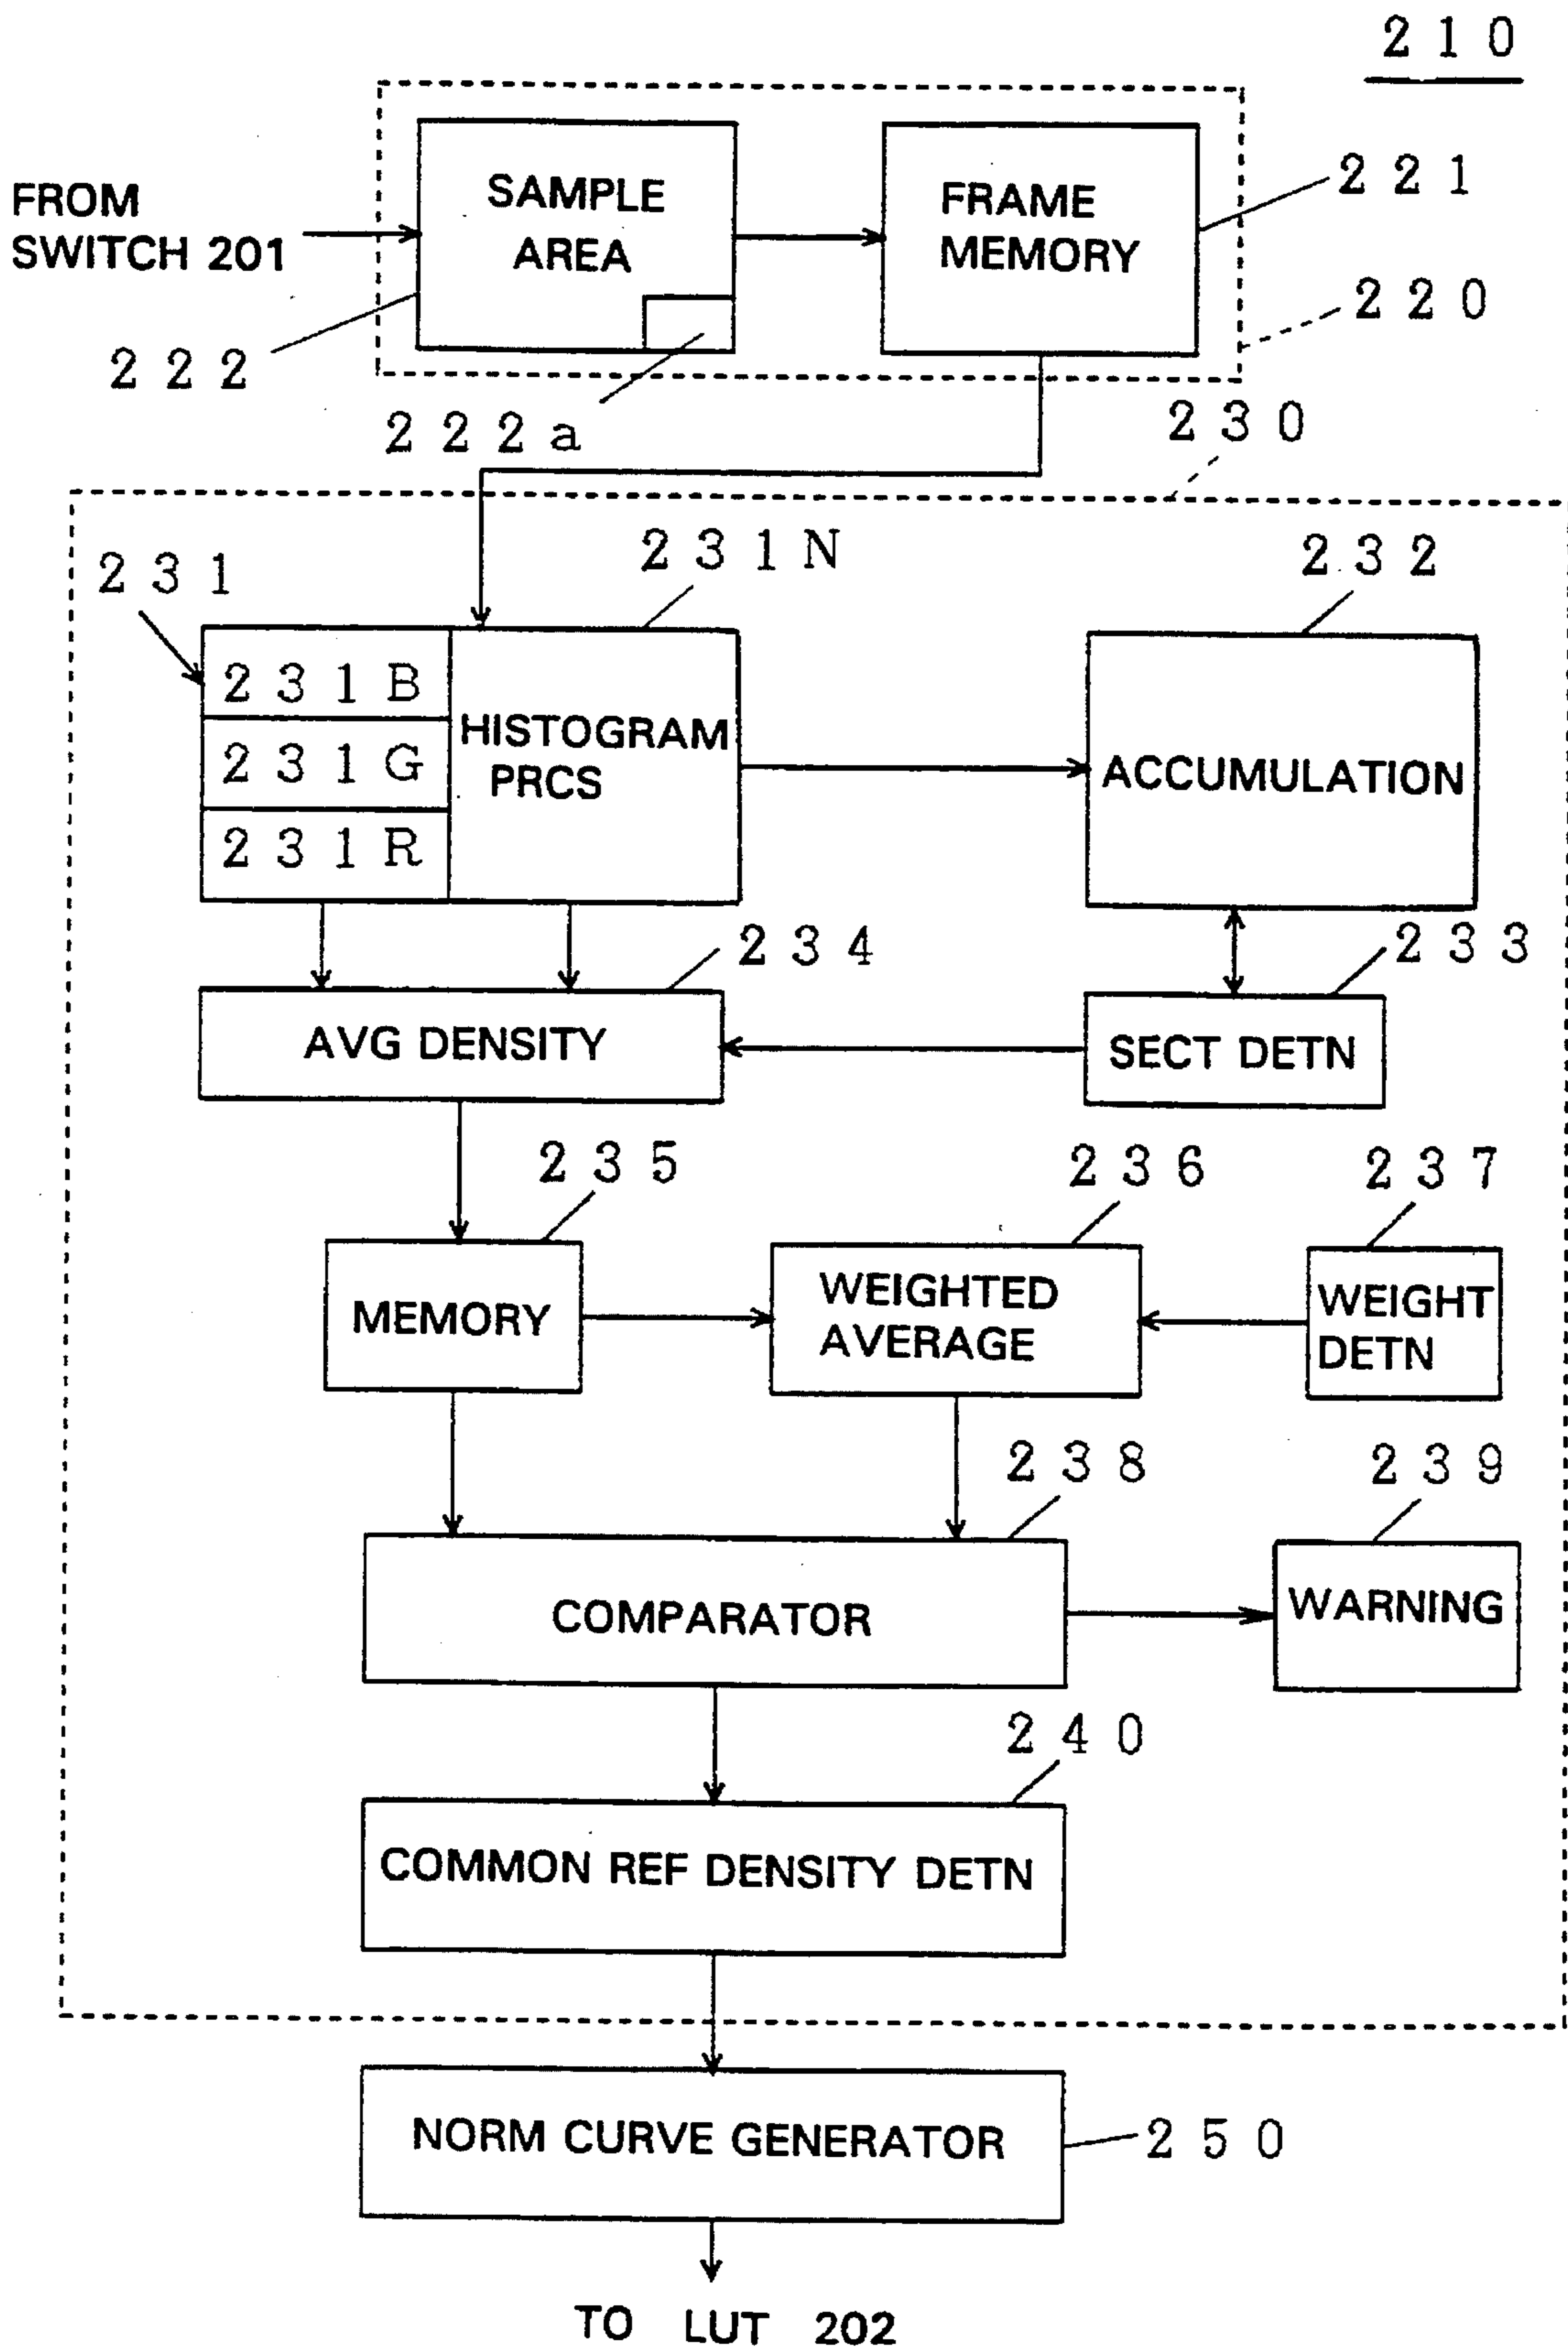 210
FROM
SWITCH 201
SAMPLE
AREA
FRAME
MEMORY
221
220
222
222a
230
231
231N
232
231B
231G
231R
HISTOGRAM
PRCS
ACCUMULATION
234
233
AVG DENSITY
SECT DETN
235
236
237
MEMORY
WEIGHTED
AVERAGE
WEIGHT
DETN
238
239
COMPARATOR
WARNING
240
COMMON REF DENSITY DETN
NORM CURVE GENERATOR
250
TO LUT 202